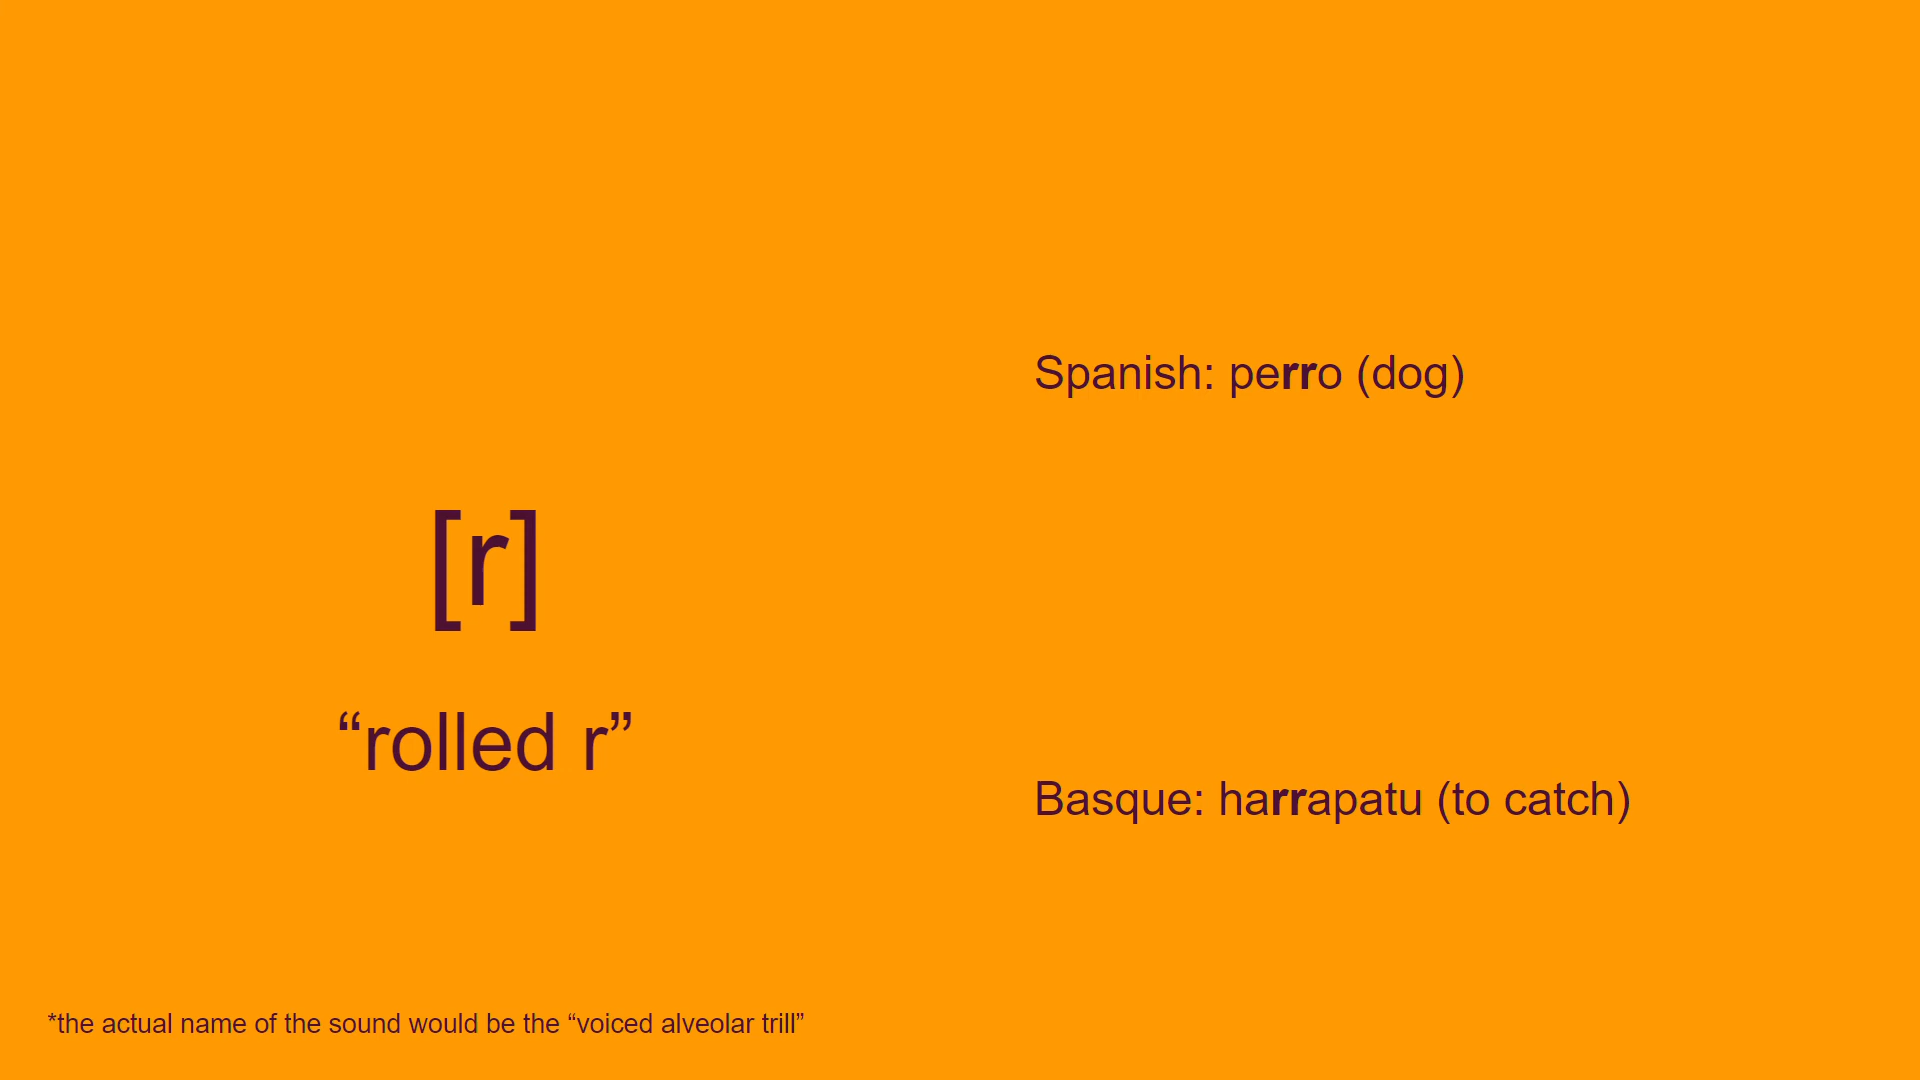 [r]
“rolled r”
Spanish: perro (dog)
Basque: harrapatu (to catch)
*the actual name of the sound would be the “voiced alveolar trill”